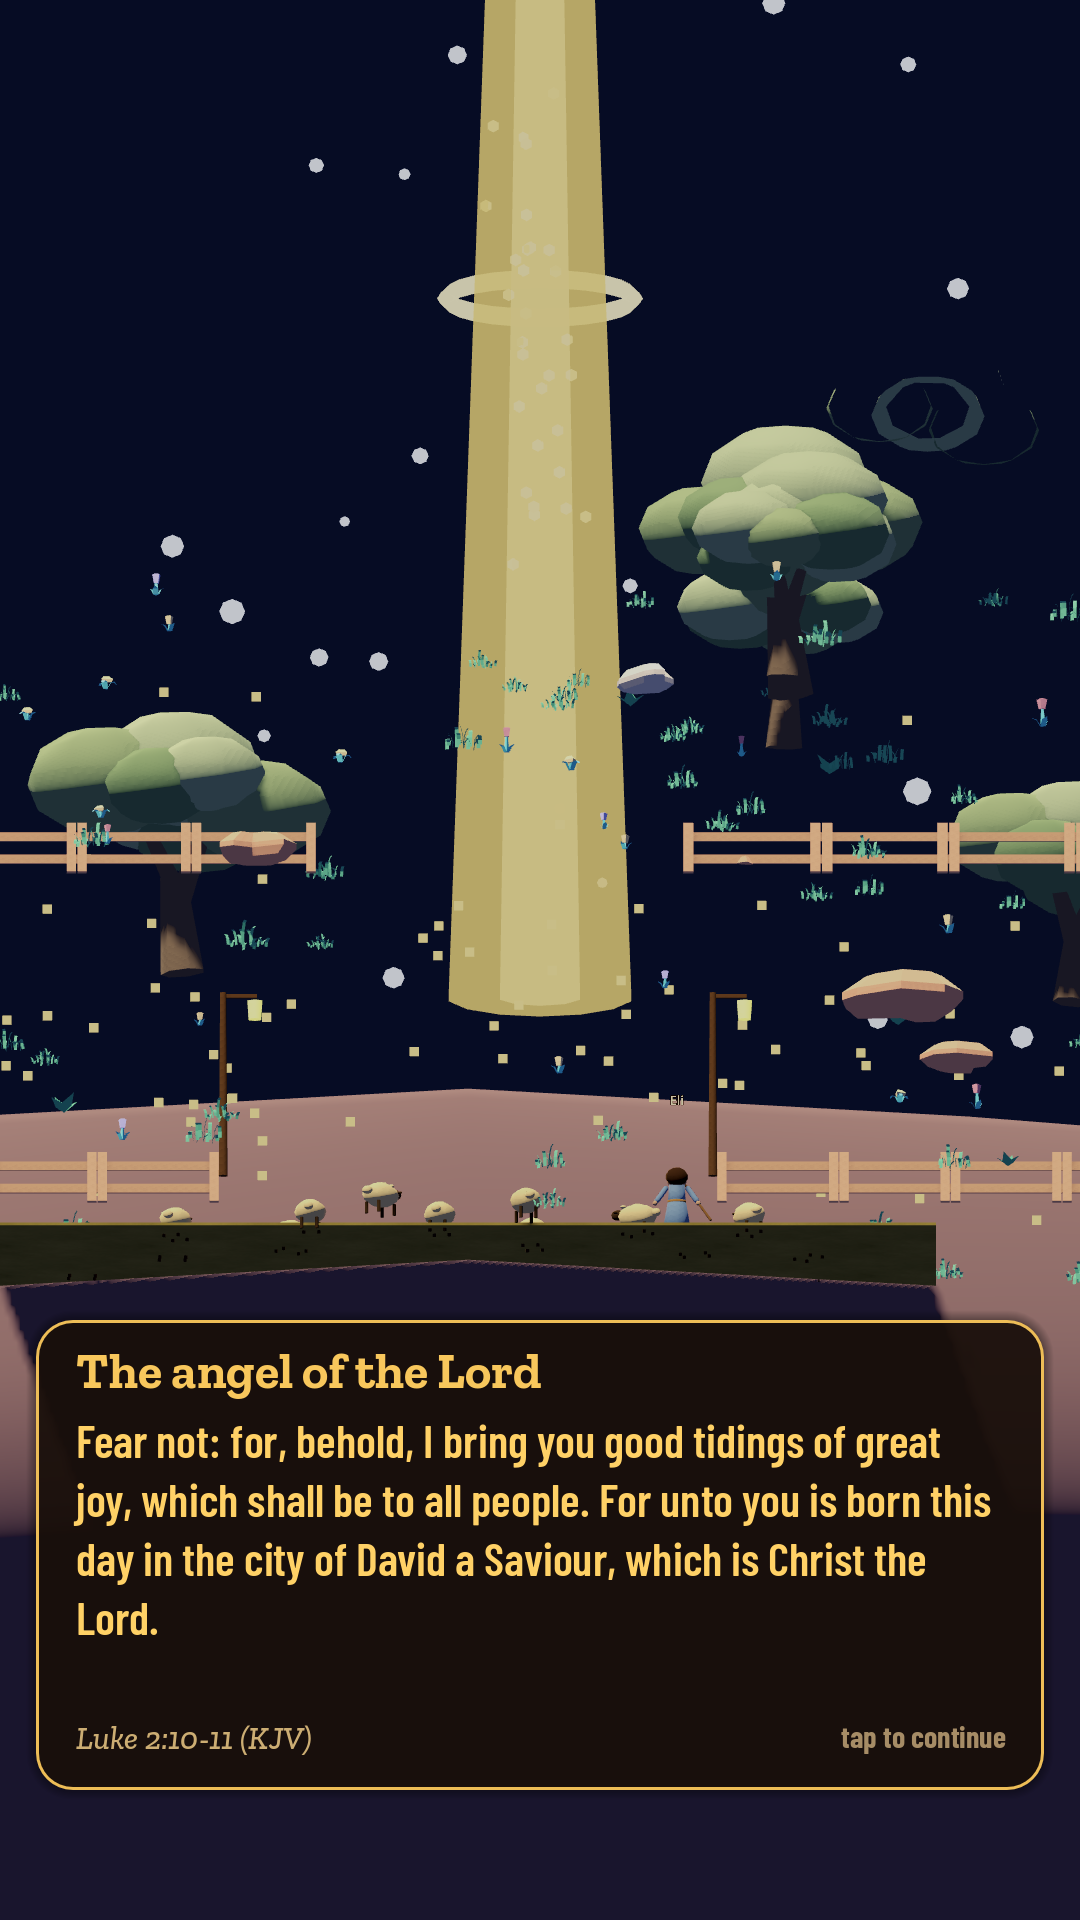 Eli
The angel of the Lord
Fear not: for, behold, I bring you good tidings of great
joy, which shall be to all people. For unto you is born this
day in the city of David a Saviour, which is Christ the
Lord.
Luke 2:10-11 (KJV)
tap to continue